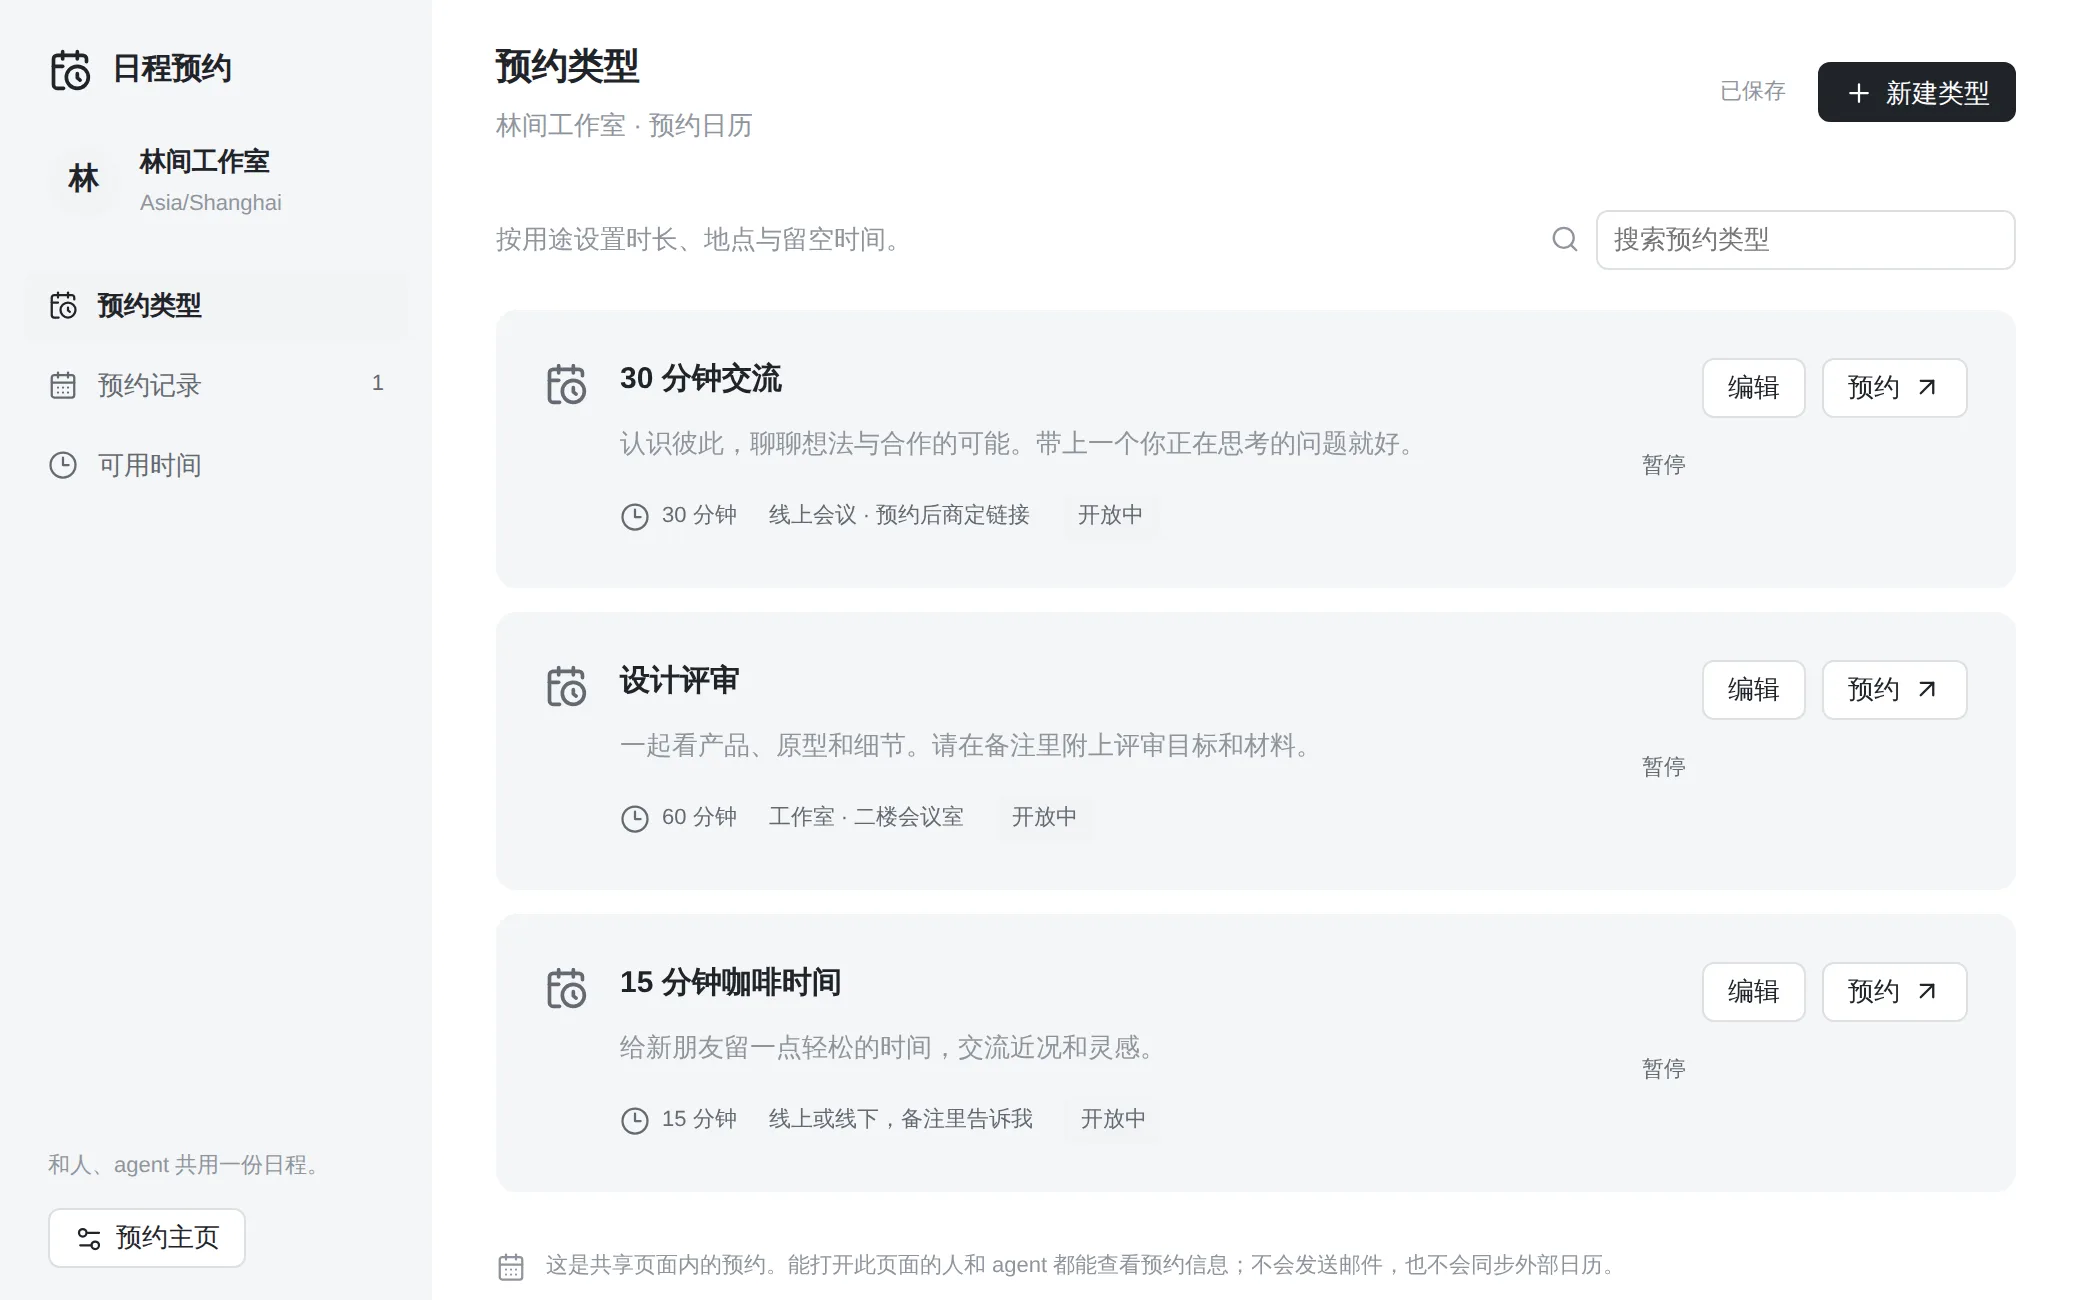 日程预约
林
林间工作室
Asia/Shanghai
预约类型
预约记录
1
可用时间
和人、agent 共用一份日程。
预约主页
预约类型
林间工作室 · 预约日历
已保存
新建类型
按用途设置时长、地点与留空时间。
搜索预约类型
30 分钟交流
认识彼此，聊聊想法与合作的可能。带上一个你正在思考的问题就好。
30 分钟 线上会议 · 预约后商定链接 开放中
编辑 预约
暂停
设计评审
一起看产品、原型和细节。请在备注里附上评审目标和材料。
60 分钟 工作室 · 二楼会议室 开放中
编辑 预约
暂停
15 分钟咖啡时间
给新朋友留一点轻松的时间，交流近况和灵感。
15 分钟 线上或线下，备注里告诉我 开放中
编辑 预约
暂停
这是共享页面内的预约。能打开此页面的人和 agent 都能查看预约信息；不会发送邮件，也不会同步外部日历。